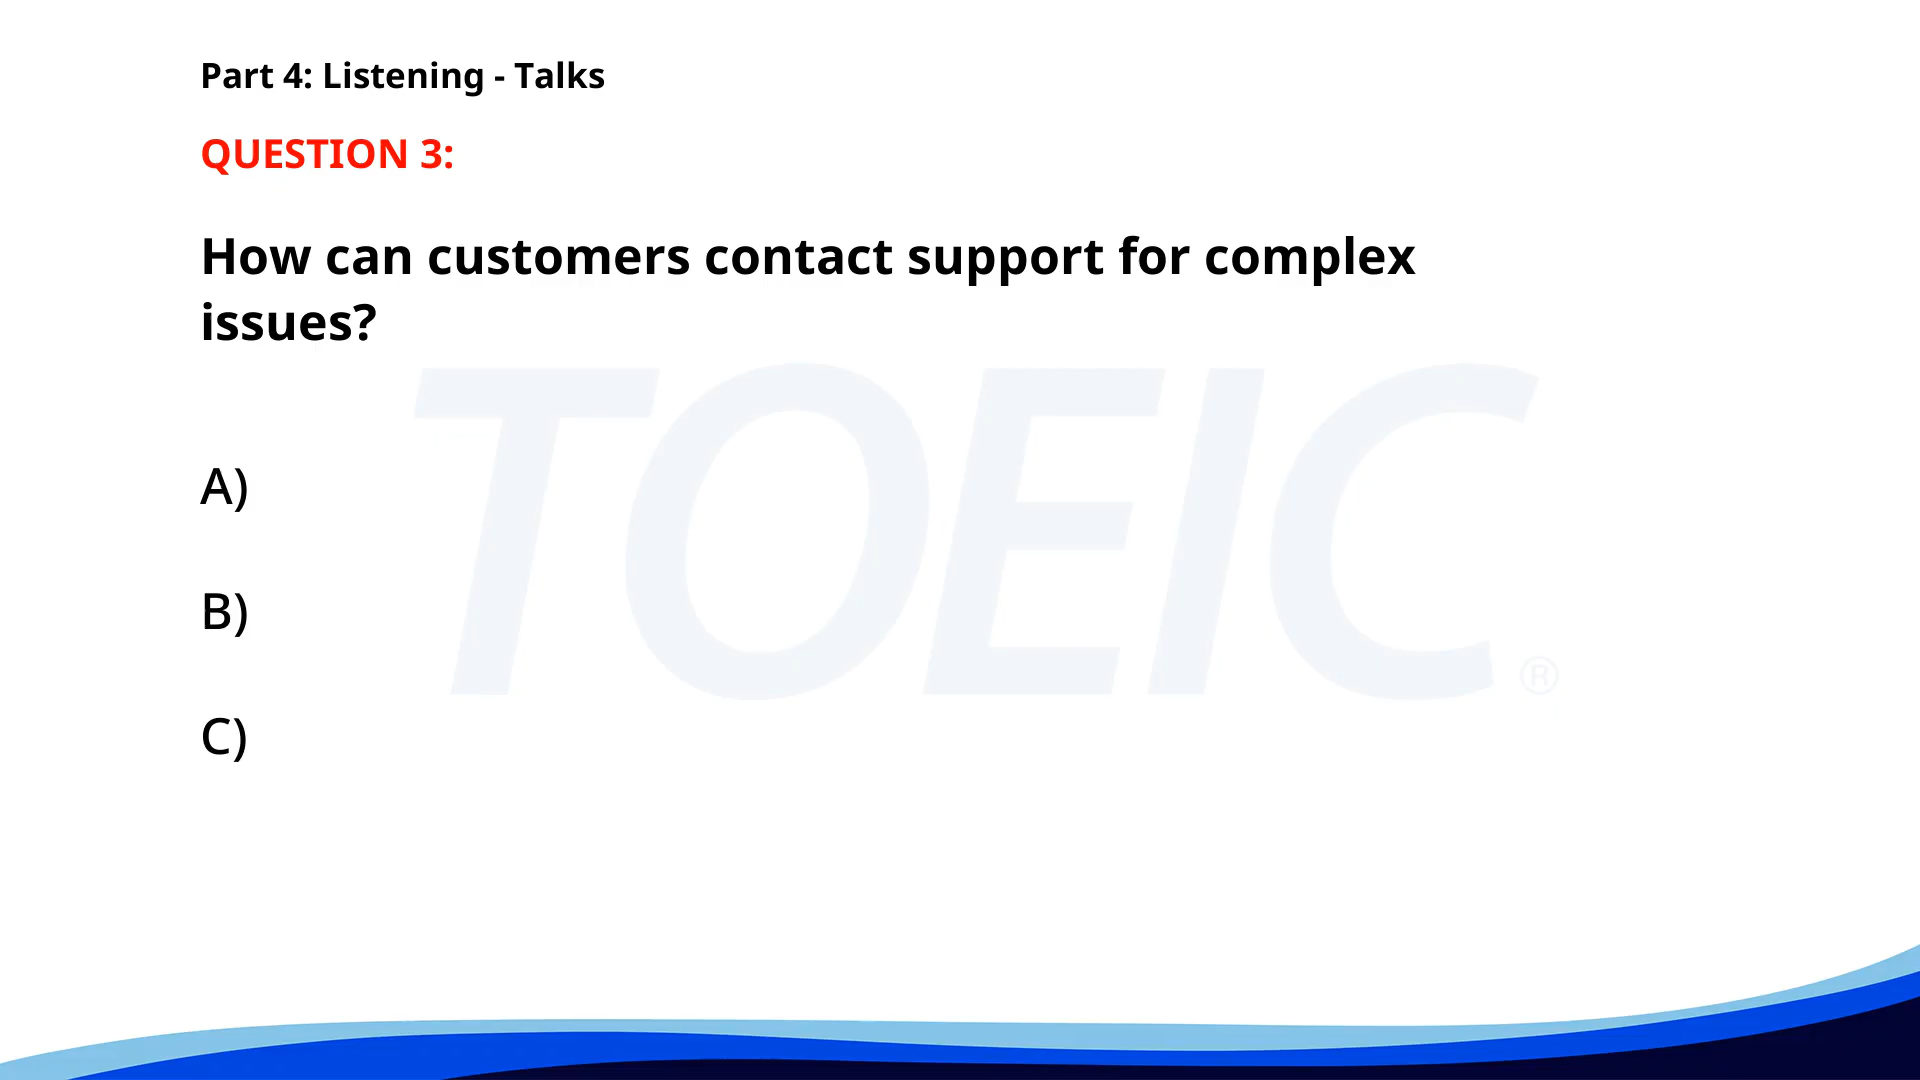 Part 4: Listening - Talks
QUESTION 3:
How can customers contact support for complex
issues?
TOEIC®
A)
B)
C)